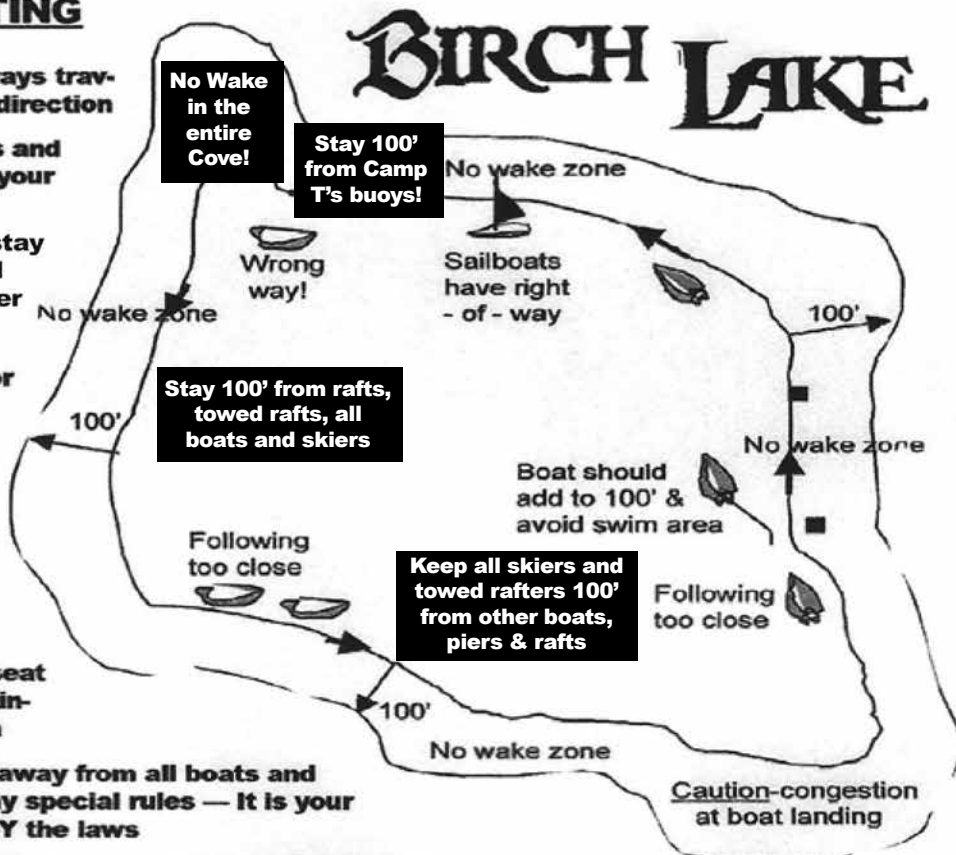 TING
BIRCH LAKE
ays trav-
direction
s and
your
stay
er
or
seat
in-
away from all boats and
ny special rules — It is your
Y the laws
No Wake
in the
entire
Cove!
Stay 100’
from Camp
T’s buoys!
No wake zone
Wrong
way!
Sailboats
have right
- of - way
100'
No wake zone
Stay 100’ from rafts,
towed rafts, all
boats and skiers
100'
No wake zone
Boat should
add to 100' &
avoid swim area
Following
too close
Keep all skiers and
towed rafters 100’
from other boats,
piers & rafts
Following
too close
100'
No wake zone
Caution-congestion
at boat landing